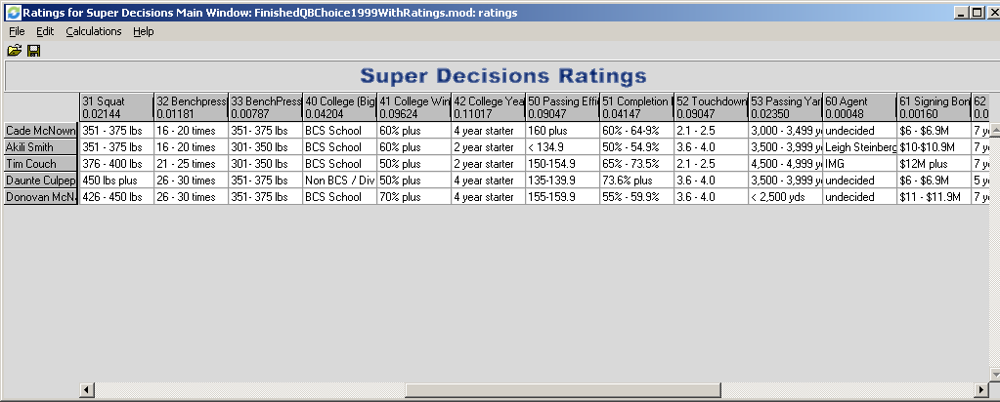 Ratings for Super Decisions Main Window: FinishedQBChoice1999WithRatings.mod: ratings
File Edit Calculations Help
Super Decisions Ratings
31 Squat 32 Benchpress 33 BenchPress 40 College (Big 41 College Win 42 College Yea 50 Passing Effi 51 Completion 52 Touchdown 53 Passing Yar 60 Agent 61 Signing Bon 62
0.02144 0.01181 0.00787 0.04204 0.09624 0.11017 0.09047 0.04147 0.09047 0.02350 0.00048 0.00160 0.0
Cade McNown 351 - 375 lbs 16 - 20 times 351- 375 lbs BCS School 60% plus 4 year starter 160 plus 60% - 64-9% 2.1 - 2.5 3,000 - 3,499 y undecided $6 - $6.9M 7 y
Akili Smith 351 - 375 lbs 16 - 20 times 301- 350 lbs BCS School 60% plus 2 year starter < 134.9 50% - 54.9% 3.6 - 4.0 3,500 - 3,999 y Leigh Steinberg $10-$10.9M 7 y
Tim Couch 376 - 400 lbs 21 - 25 times 301- 350 lbs BCS School 50% plus 2 year starter 150-154.9 65% - 73.5% 2.1 - 2.5 4,500 - 4,999 y IMG $12M plus 7 y
Daunte Culpep 450 lbs plus 26 - 30 times 351- 375 lbs Non BCS / Div 50% plus 4 year starter 135-139.9 73.6% plus 3.6 - 4.0 3,500 - 3,999 y undecided $6 - $6.9M 5 y
Donovan McN 426 - 450 lbs 26 - 30 times 351- 375 lbs BCS School 70% plus 4 year starter 155-159.9 55% - 59.9% 3.6 - 4.0 < 2,500 yds undecided $11 - $11.9M 7 y